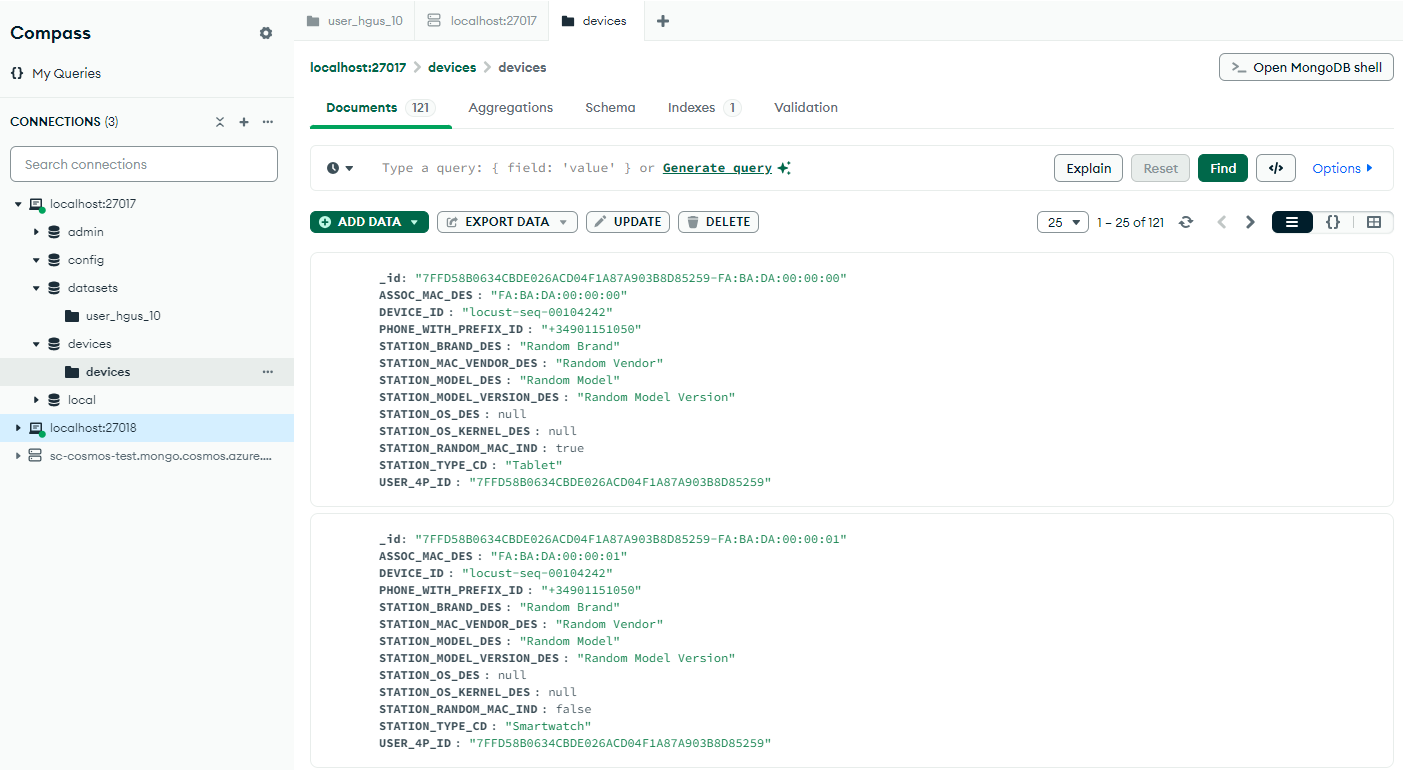 Compass
My Queries
CONNECTIONS (3)
Search connections
localhost:27017
admin
config
datasets
user_hgus_10
devices
devices
local
localhost:27018
sc-cosmos-test.mongo.cosmos.azure....
user_hgus_10
localhost:27017
devices
localhost:27017 > devices > devices
>_ Open MongoDB shell
Documents 121
Aggregations
Schema
Indexes 1
Validation
Type a query: { field: 'value' } or Generate query
Explain
Reset
Find
</>
Options
ADD DATA
EXPORT DATA
UPDATE
DELETE
25
1 – 25 of 121
{}
_id: "7FFD58B0634CBDE026ACD04F1A87A903B8D85259-FA:BA:DA:00:00:00"
ASSOC_MAC_DES : "FA:BA:DA:00:00:00"
DEVICE_ID : "locust-seq-00104242"
PHONE_WITH_PREFIX_ID : "+34901151050"
STATION_BRAND_DES : "Random Brand"
STATION_MAC_VENDOR_DES : "Random Vendor"
STATION_MODEL_DES : "Random Model"
STATION_MODEL_VERSION_DES : "Random Model Version"
STATION_OS_DES : null
STATION_OS_KERNEL_DES : null
STATION_RANDOM_MAC_IND : true
STATION_TYPE_CD : "Tablet"
USER_4P_ID : "7FFD58B0634CBDE026ACD04F1A87A903B8D85259"
_id: "7FFD58B0634CBDE026ACD04F1A87A903B8D85259-FA:BA:DA:00:00:01"
ASSOC_MAC_DES : "FA:BA:DA:00:00:01"
DEVICE_ID : "locust-seq-00104242"
PHONE_WITH_PREFIX_ID : "+34901151050"
STATION_BRAND_DES : "Random Brand"
STATION_MAC_VENDOR_DES : "Random Vendor"
STATION_MODEL_DES : "Random Model"
STATION_MODEL_VERSION_DES : "Random Model Version"
STATION_OS_DES : null
STATION_OS_KERNEL_DES : null
STATION_RANDOM_MAC_IND : false
STATION_TYPE_CD : "Smartwatch"
USER_4P_ID : "7FFD58B0634CBDE026ACD04F1A87A903B8D85259"